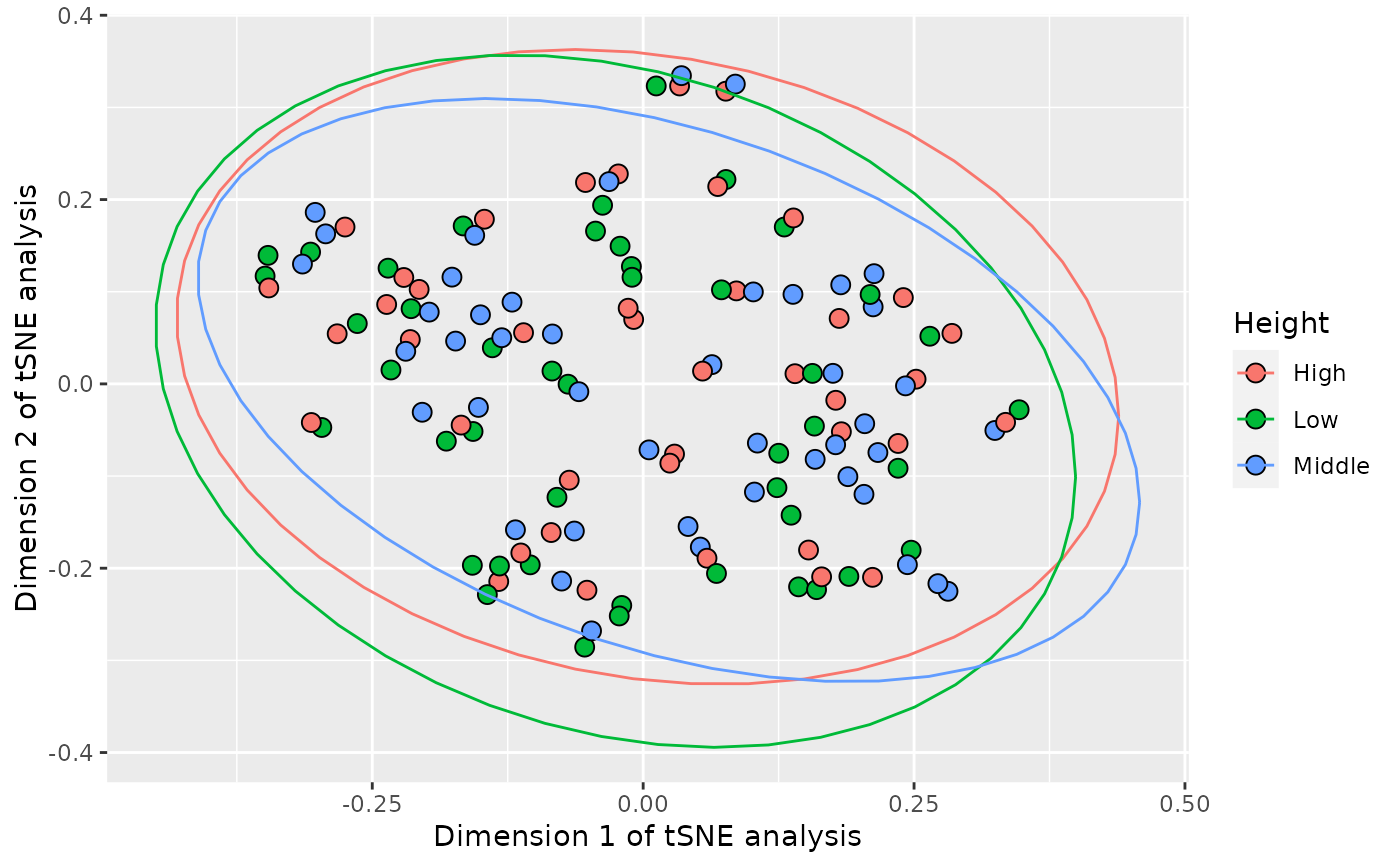 0.4
0.2
0.0
-0.2
-0.4
Dimension 2 of tSNE analysis
-0.25
0.00
0.25
0.50
Dimension 1 of tSNE analysis
Height
High
Low
Middle